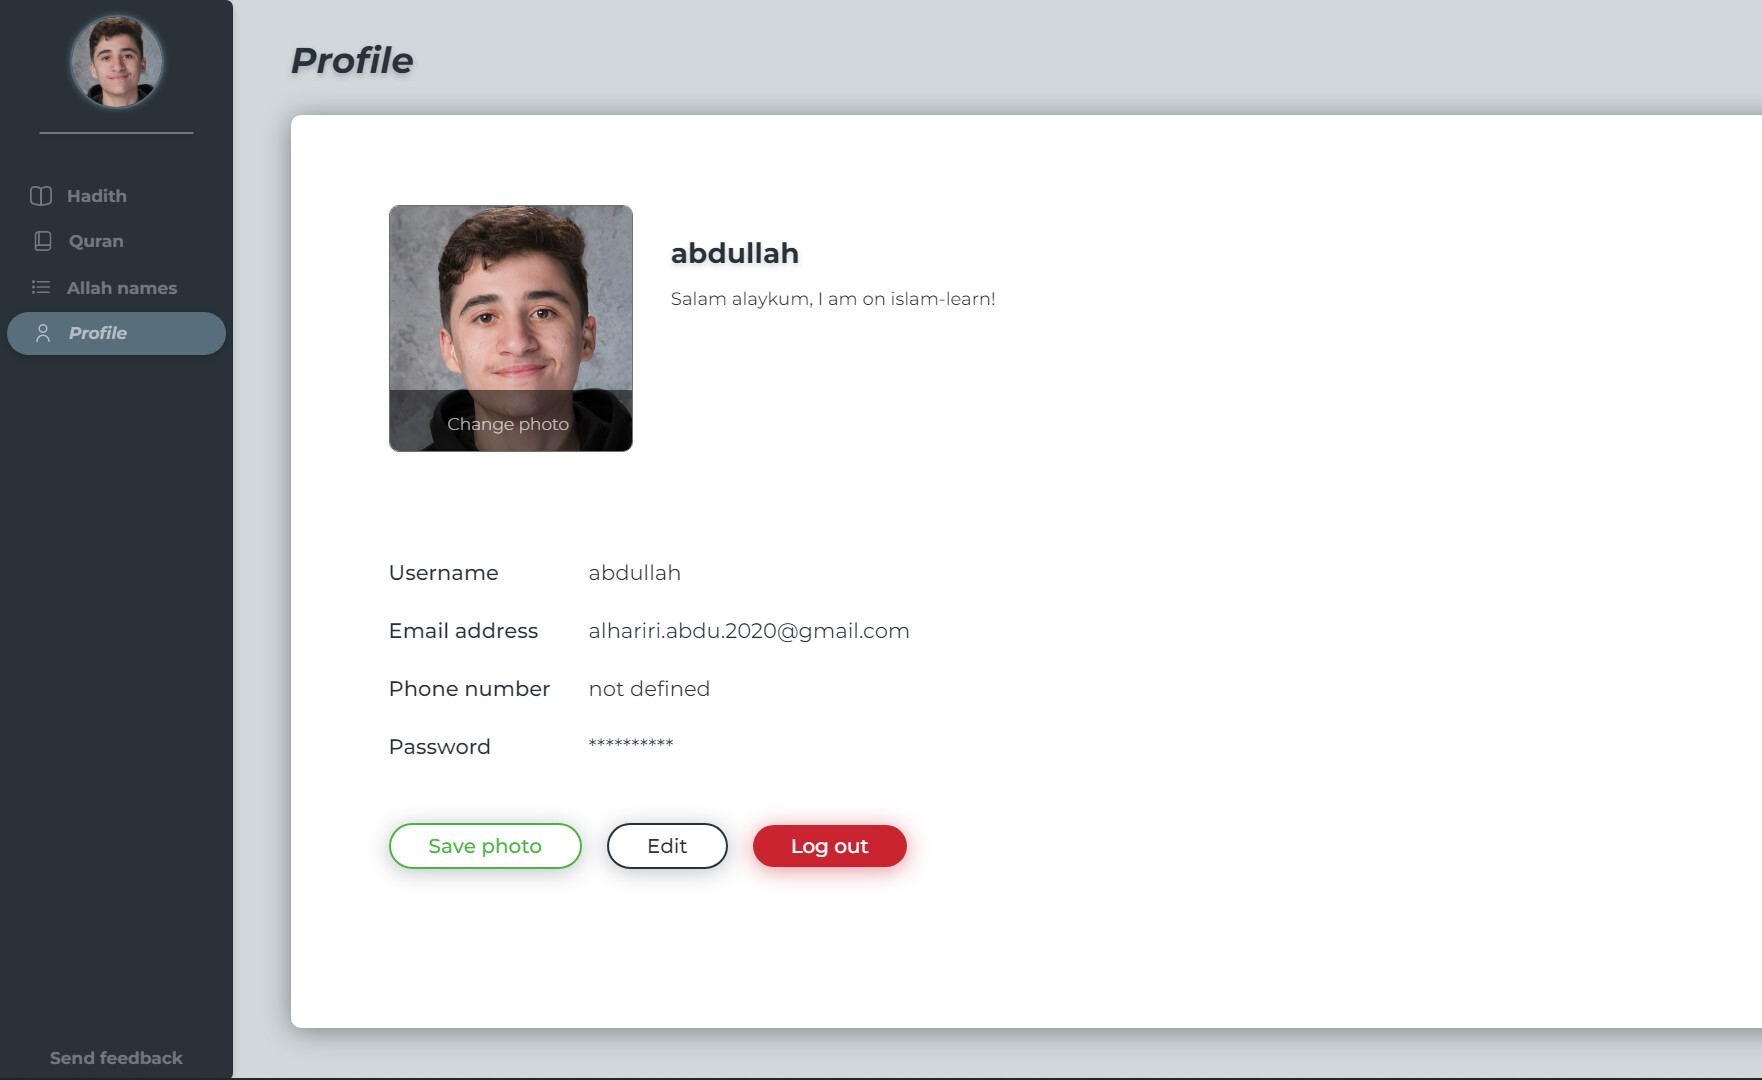 Profile
Hadith
Quran
Allah names
Profile
Send feedback
abdullah
Salam alaykum, I am on islam-learn!
Change photo
Username abdullah
Email address alhariri.abdu.2020@gmail.com
Phone number not defined
Password **********
Save photo Edit Log out